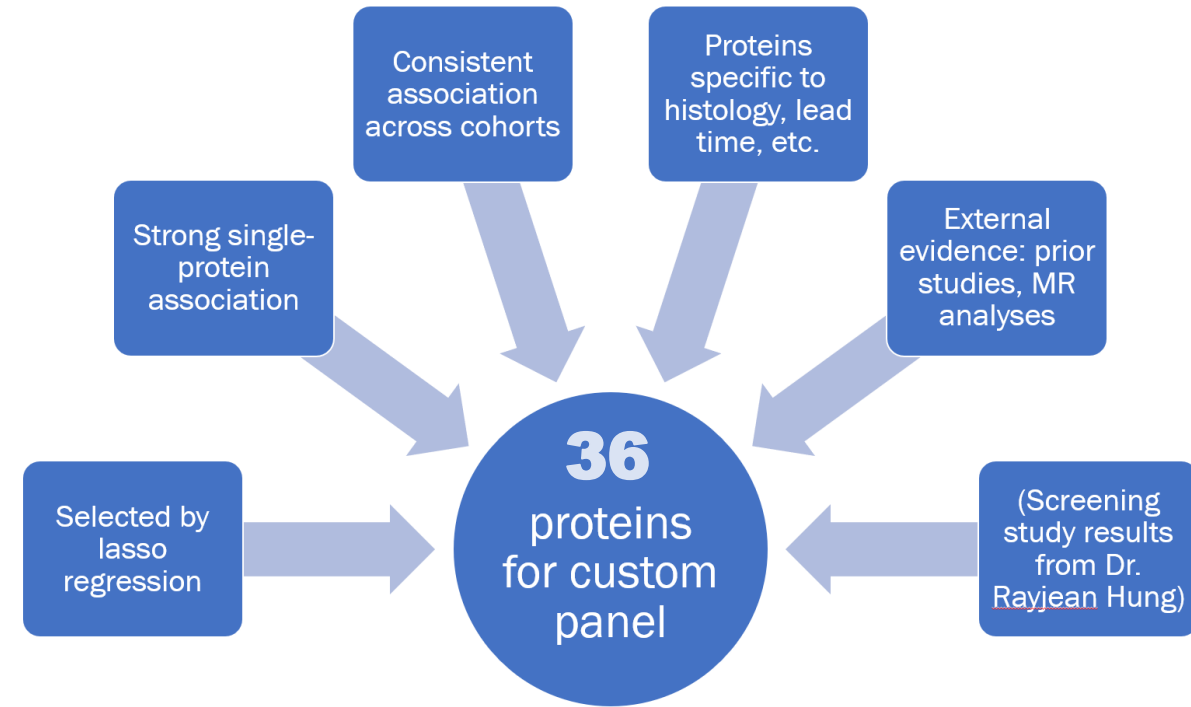 Consistent
association
across cohorts
Proteins
specific to
histology, lead
time, etc.
Strong single-
protein
association
External
evidence: prior
studies, MR
analyses
Selected by
lasso
regression
36
proteins
for custom
panel
(Screening
study results
from Dr.
Rayjean Hung)